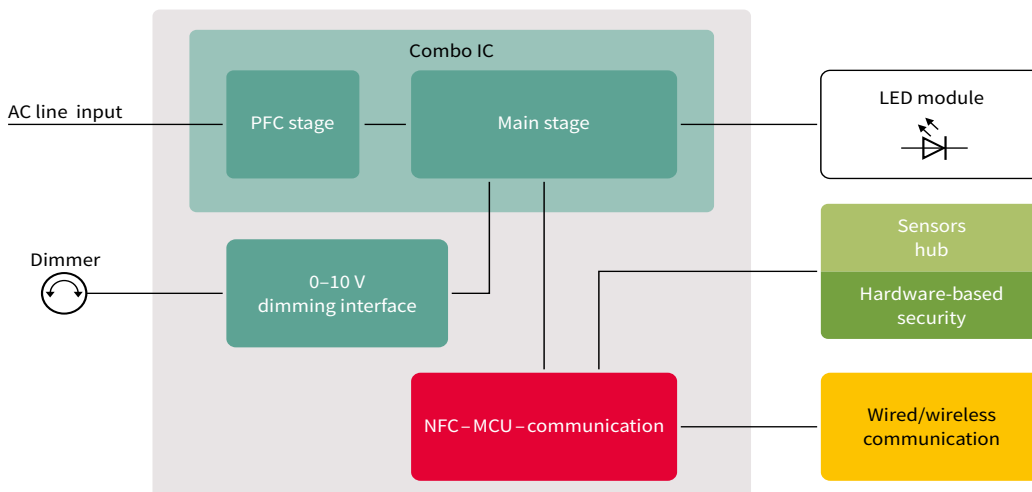 Combo IC
AC line input
PFC stage
Main stage
LED module
Dimmer
0–10 V
dimming interface
Sensors
hub
Hardware-based
security
NFC – MCU – communication
Wired/wireless
communication